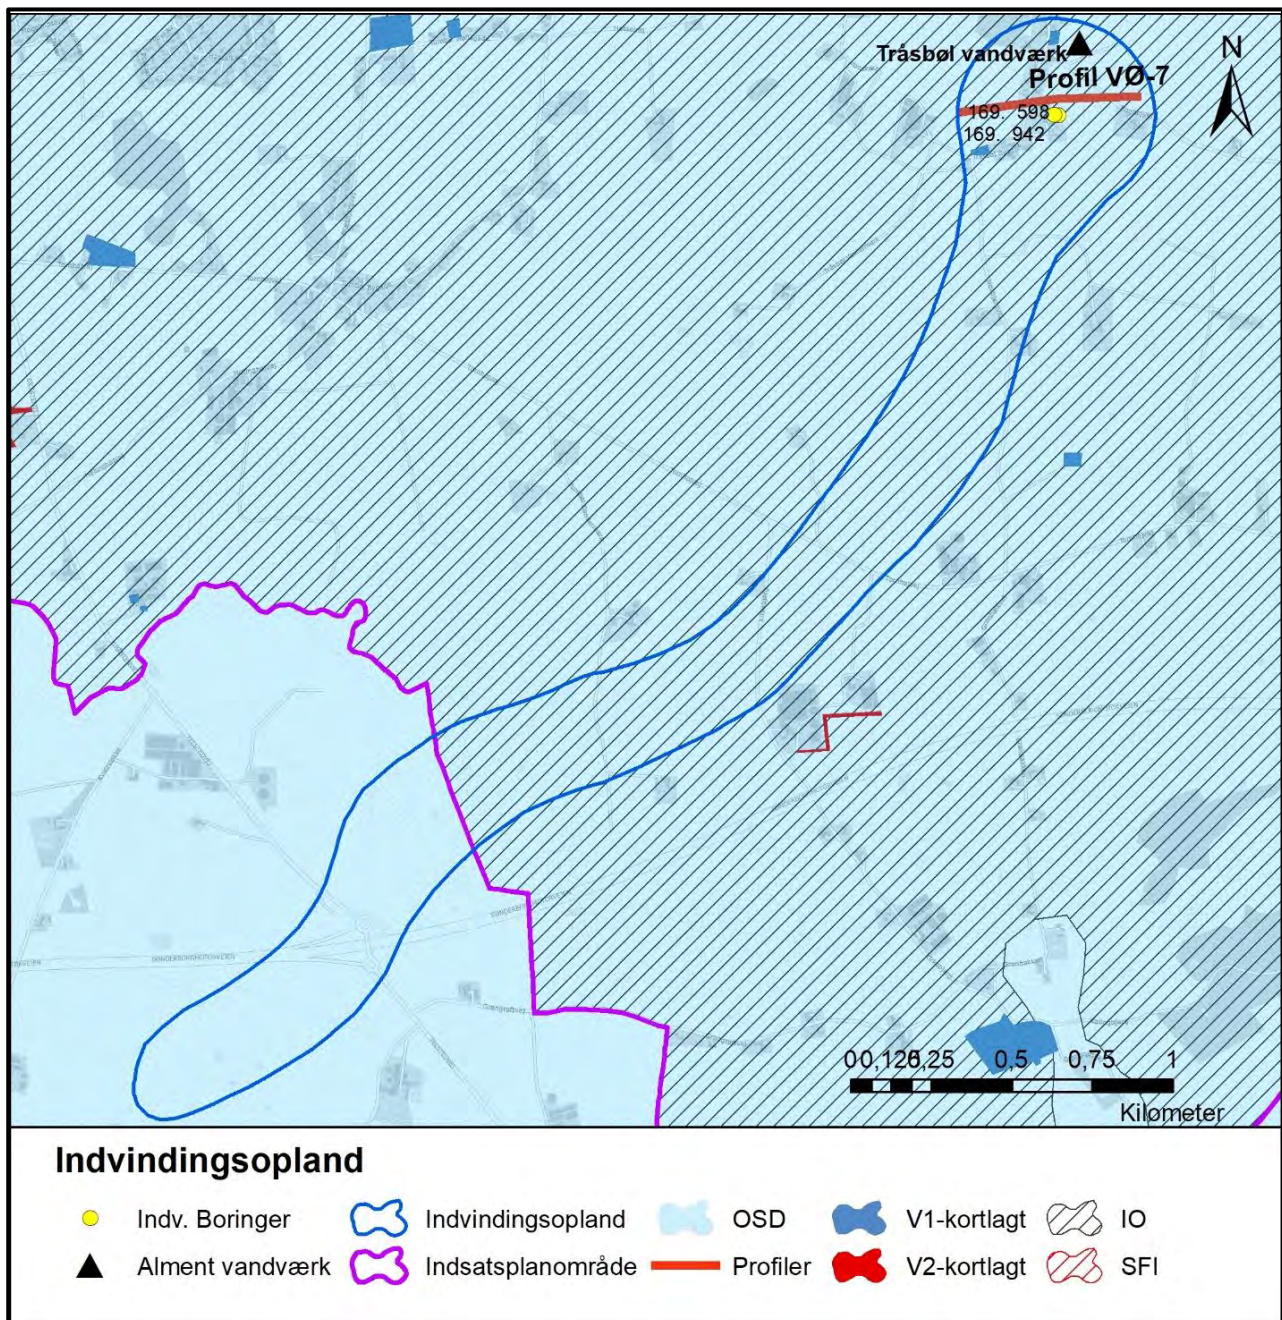 Tråsbøl vandværk
N
Profil VØ-7
169. 598
169. 942
SØNDERBORGMOTORVEJEN
0 0,125 0,25 0,5 0,75 1
Kilometer
Indvindingsopland
Indv. Boringer
Indvindingsopland
OSD
V1-kortlagt
IO
Alment vandværk
Indsatsplanområde
Profiler
V2-kortlagt
SFI